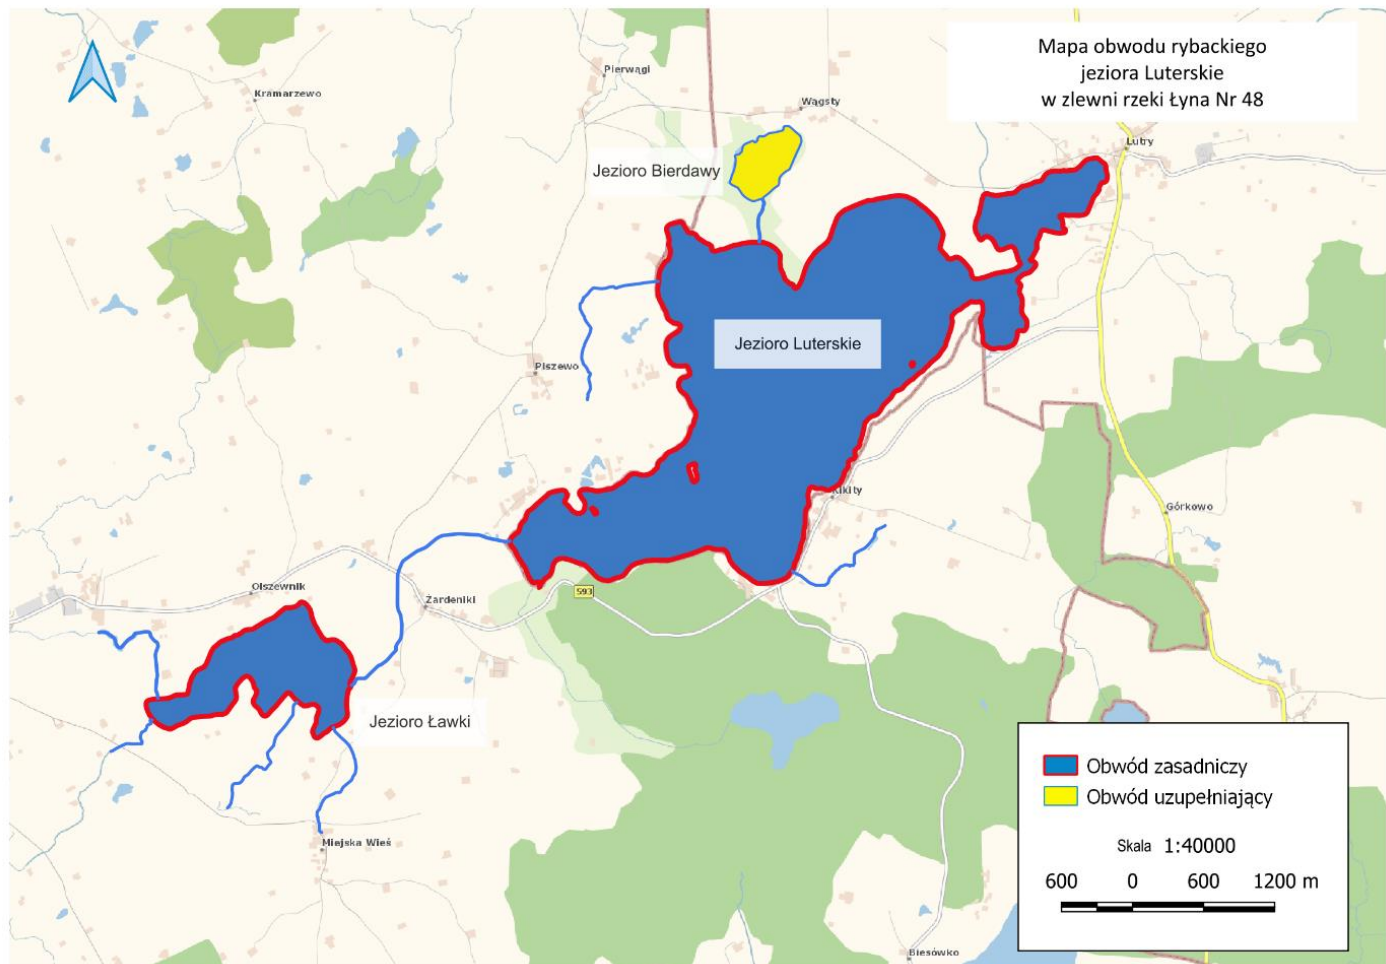 Mapa obwodu rybackiego
jeziora Luterskie
w zlewni rzeki Łyna Nr 48
Pierwągi
Kramarzewo
Wągsty
Lutry
Jezioro Bierdawy
Jezioro Luterskie
Piszewo
Kikity
Górkowo
Olszewnik
593
Żardeniki
Jezioro Ławki
Miejska Wieś
Biesówko
Obwód zasadniczy
Obwód uzupełniający
Skala 1:40000
600 0 600 1200 m